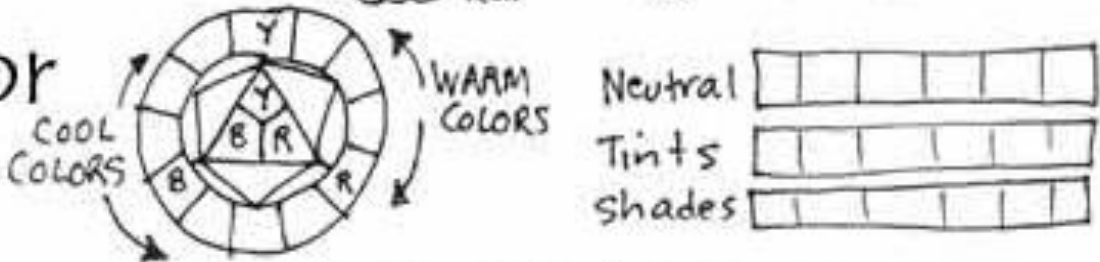 or
COOL
COLORS
Y
Y
B R
B
R
WARM
COLORS
Neutral
Tints
Shades